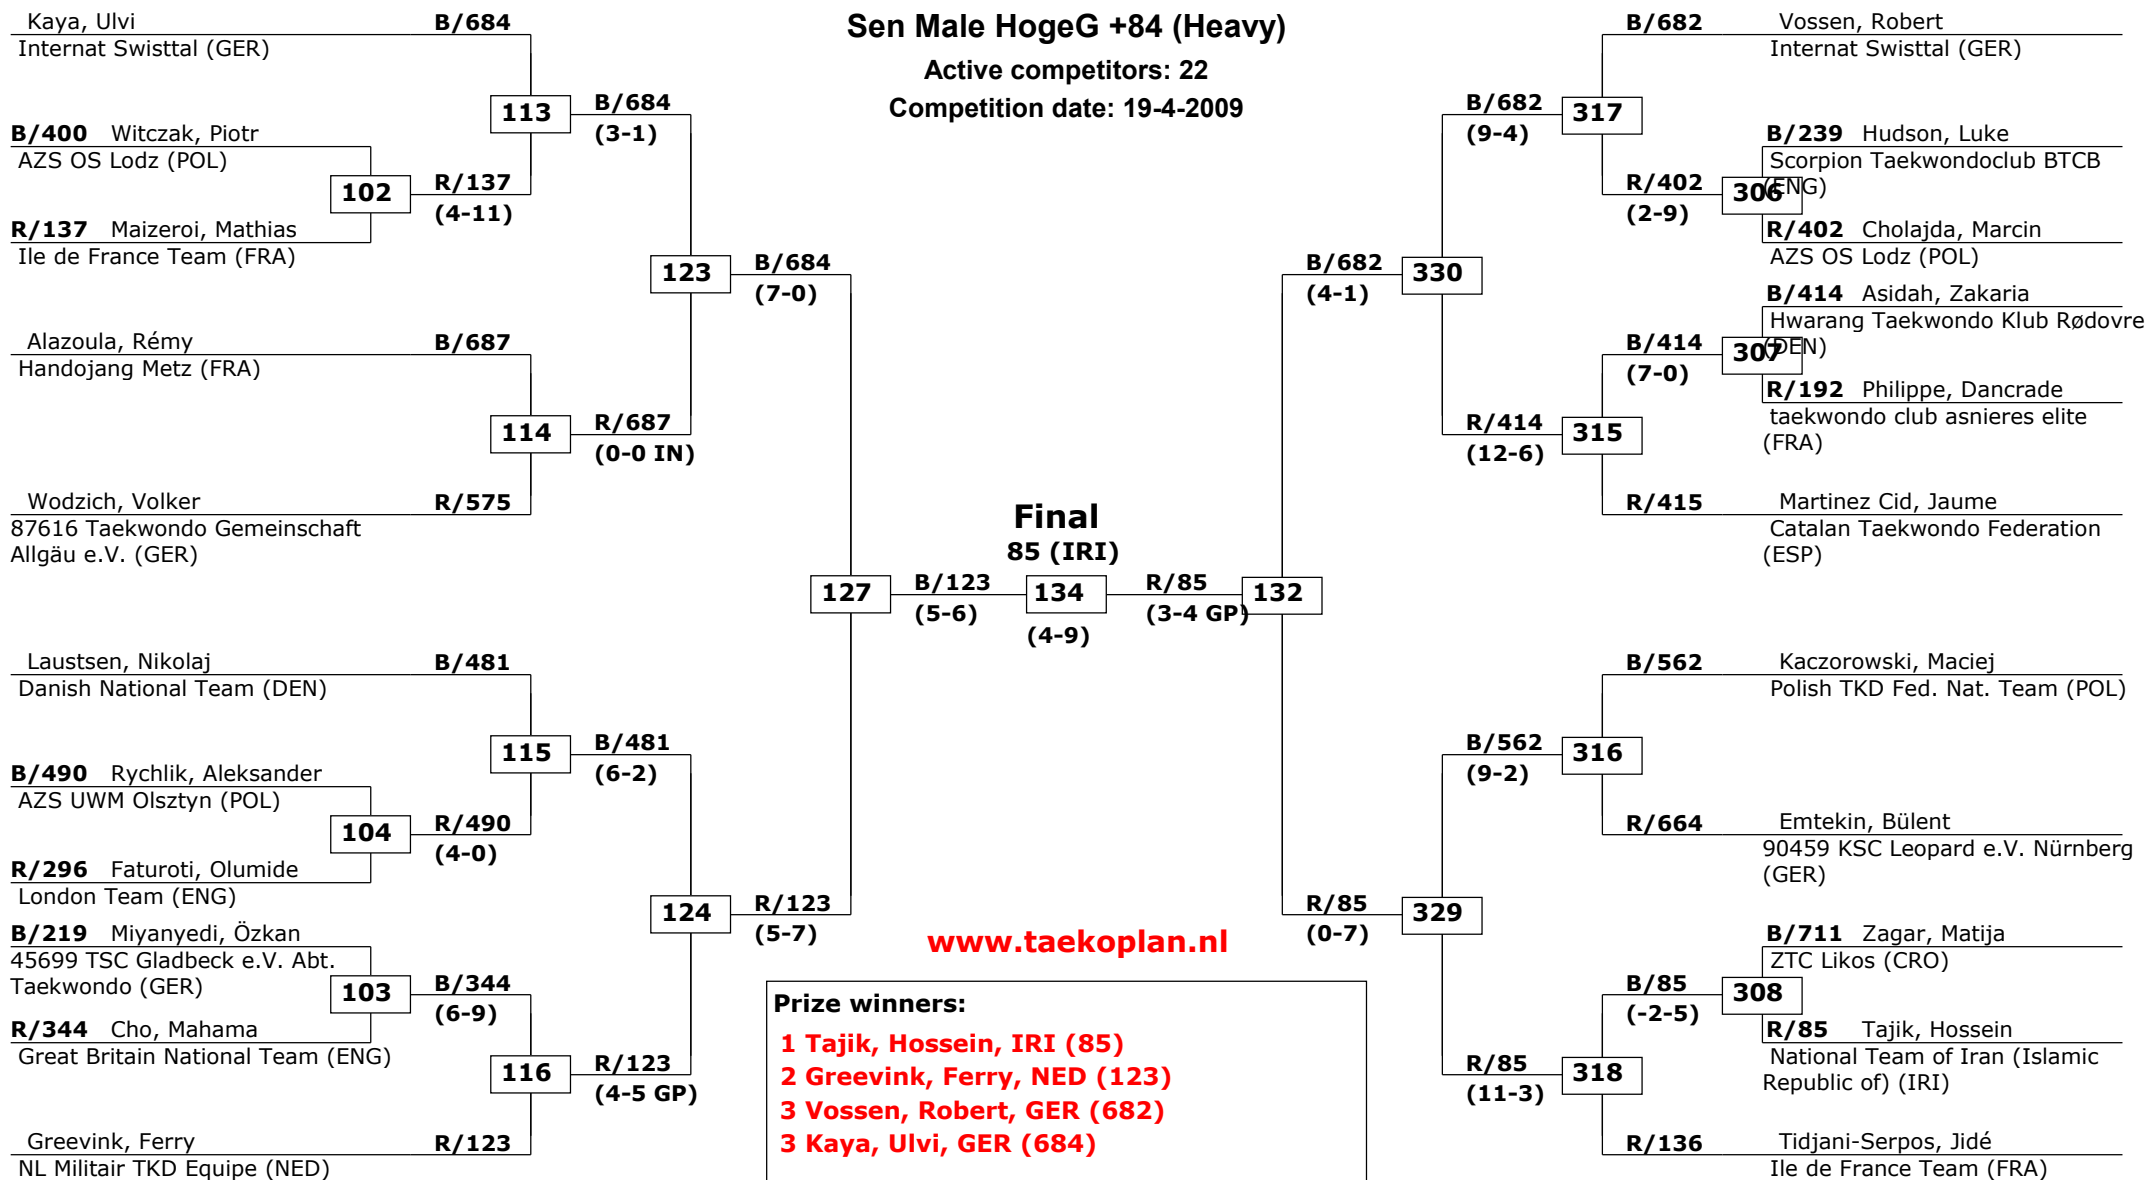 Sen Male HogeG +84 (Heavy)
Active competitors: 22
Competition date: 19-4-2009
Kaya, Ulvi B/684
Internat Swisttal (GER)
113
B/684
(3-1)
B/400 Witczak, Piotr
AZS OS Lodz (POL)
102
R/137
(4-11)
R/137 Maizeroi, Mathias
Ile de France Team (FRA)
123
B/684
(7-0)
Alazoula, Rémy B/687
Handojang Metz (FRA)
114
R/687
(0-0 IN)
Wodzich, Volker R/575
87616 Taekwondo Gemeinschaft
Allgäu e.V. (GER)
127
B/123
(5-6)
Laustsen, Nikolaj B/481
Danish National Team (DEN)
115
B/481
(6-2)
B/490 Rychlik, Aleksander
AZS UWM Olsztyn (POL)
104
R/490
(4-0)
R/296 Faturoti, Olumide
London Team (ENG)
124
R/123
(5-7)
B/219 Miyanyedi, Özkan
45699 TSC Gladbeck e.V. Abt.
Taekwondo (GER)
103
B/344
(6-9)
R/344 Cho, Mahama
Great Britain National Team (ENG)
116
R/123
(4-5 GP)
Greevink, Ferry R/123
NL Militair TKD Equipe (NED)
Final
85 (IRI)
134
(4-9)
R/85
(3-4 GP)
132
B/682 Vossen, Robert
Internat Swisttal (GER)
B/682
(9-4)
317
B/239 Hudson, Luke
Scorpion Taekwondoclub BTCB
(ENG)
R/402
(2-9)
306
R/402 Cholajda, Marcin
AZS OS Lodz (POL)
B/682
(4-1)
330
B/414 Asidah, Zakaria
Hwarang Taekwondo Klub Rødovre
(DEN)
B/414
(7-0)
307
R/192 Philippe, Dancrade
taekwondo club asnieres elite
(FRA)
R/414
(12-6)
315
R/415 Martinez Cid, Jaume
Catalan Taekwondo Federation
(ESP)
B/562 Kaczorowski, Maciej
Polish TKD Fed. Nat. Team (POL)
B/562
(9-2)
316
R/664 Emtekin, Bülent
90459 KSC Leopard e.V. Nürnberg
(GER)
R/85
(0-7)
329
B/711 Zagar, Matija
ZTC Likos (CRO)
B/85
(-2-5)
308
R/85 Tajik, Hossein
National Team of Iran (Islamic
Republic of) (IRI)
R/85
(11-3)
318
R/136 Tidjani-Serpos, Jidé
Ile de France Team (FRA)
www.taekoplan.nl
Prize winners:
1 Tajik, Hossein, IRI (85)
2 Greevink, Ferry, NED (123)
3 Vossen, Robert, GER (682)
3 Kaya, Ulvi, GER (684)